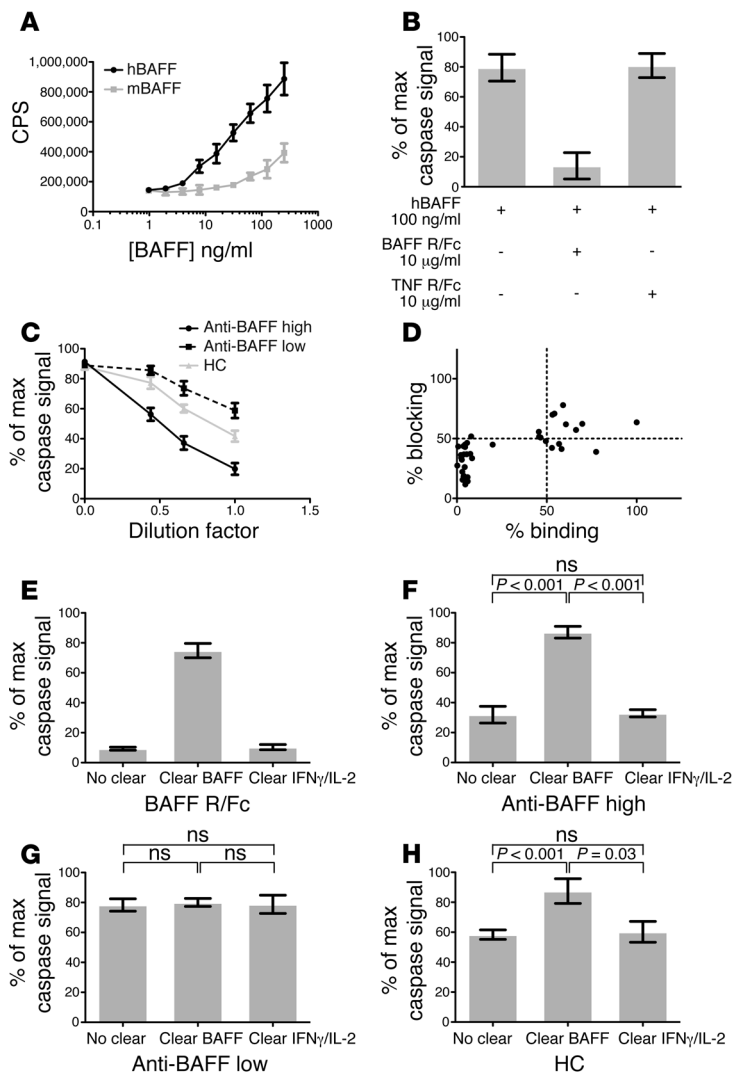 A
1,000,000
800,000
600,000
400,000
200,000
0
CPS
hBAFF
mBAFF
0.1 1 10 100 1000
[BAFF] ng/ml
B
100
80
60
40
20
0
% of max
caspase signal
hBAFF
100 ng/ml
+ + +
BAFF R/Fc
10 μg/ml
- + -
TNF R/Fc
10 μg/ml
- - +
C
Anti-BAFF high
Anti-BAFF low
HC
100
80
60
40
20
0
% of max
caspase signal
0.0 0.5 1.0 1.5
Dilution factor
D
100
50
0
% blocking
0 50 100
% binding
E
100
80
60
40
20
0
% of max
caspase signal
No clear Clear BAFF Clear IFNγ/IL-2
BAFF R/Fc
F
ns
P < 0.001 P < 0.001
100
80
60
40
20
0
% of max
caspase signal
No clear Clear BAFF Clear IFNγ/IL-2
Anti-BAFF high
G
ns
ns ns
100
80
60
40
20
0
% of max
caspase signal
No clear Clear BAFF Clear IFNγ/IL-2
Anti-BAFF low
H
ns
P < 0.001 P = 0.03
100
80
60
40
20
0
% of max
caspase signal
No clear Clear BAFF Clear IFNγ/IL-2
HC